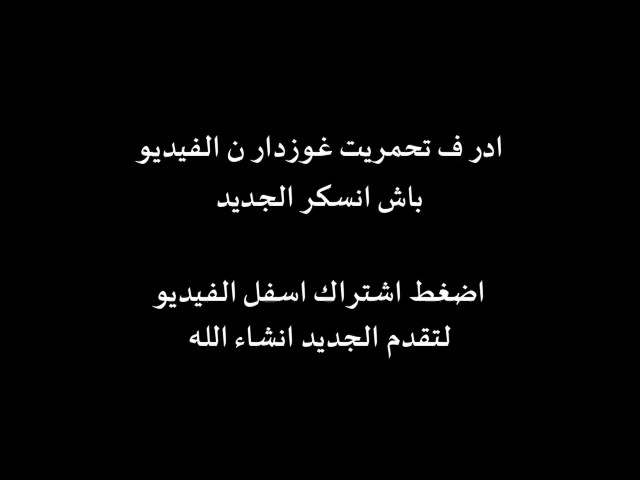 ادر ف تحمريت غوزدار ن الفيديو
باش انسكر الجديد
اضغط اشتراك اسفل الفيديو
لتقدم الجديد انشاء الله